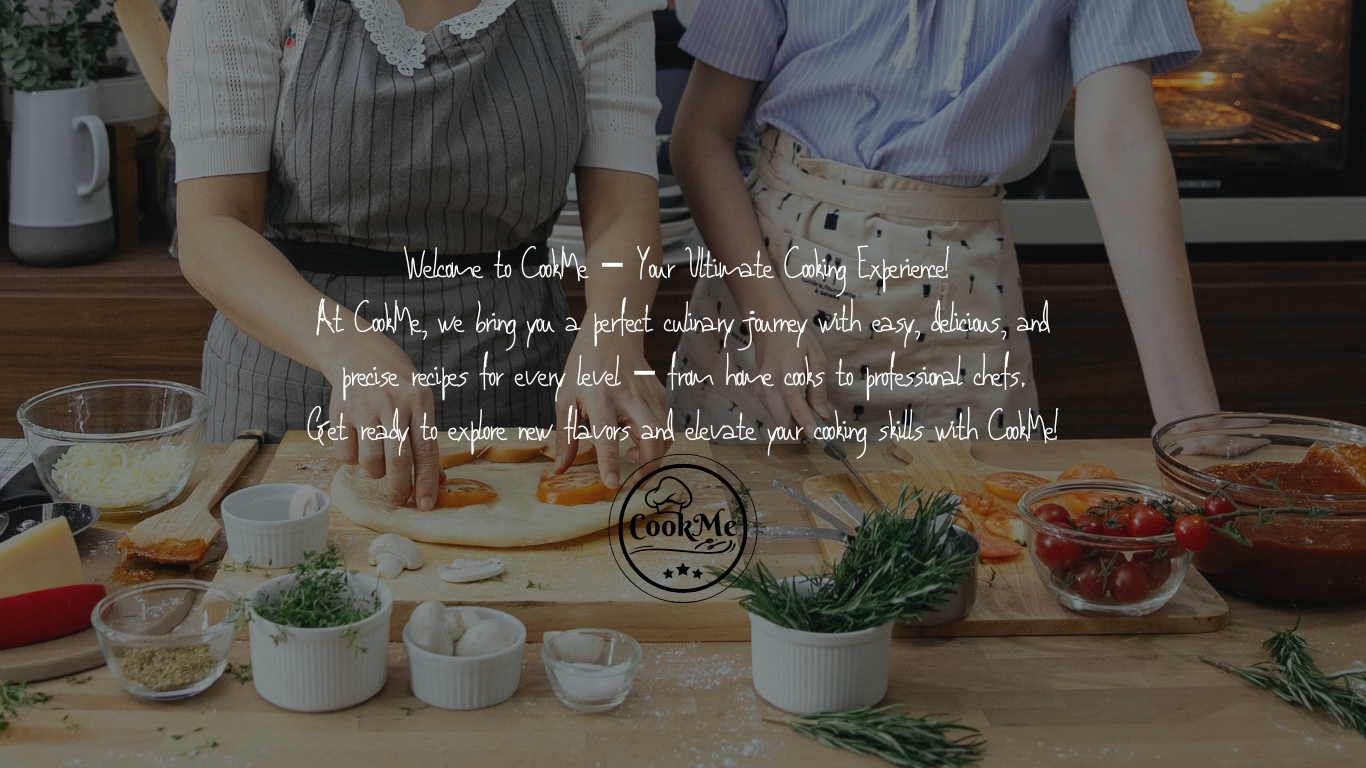 Welcome to CookMe – Your Ultimate Cooking Experience!
At CookMe, we bring you a perfect culinary journey with easy, delicious, and
precise recipes for every level – from home cooks to professional chefs.
Get ready to explore new flavors and elevate your cooking skills with CookMe!
CookMe